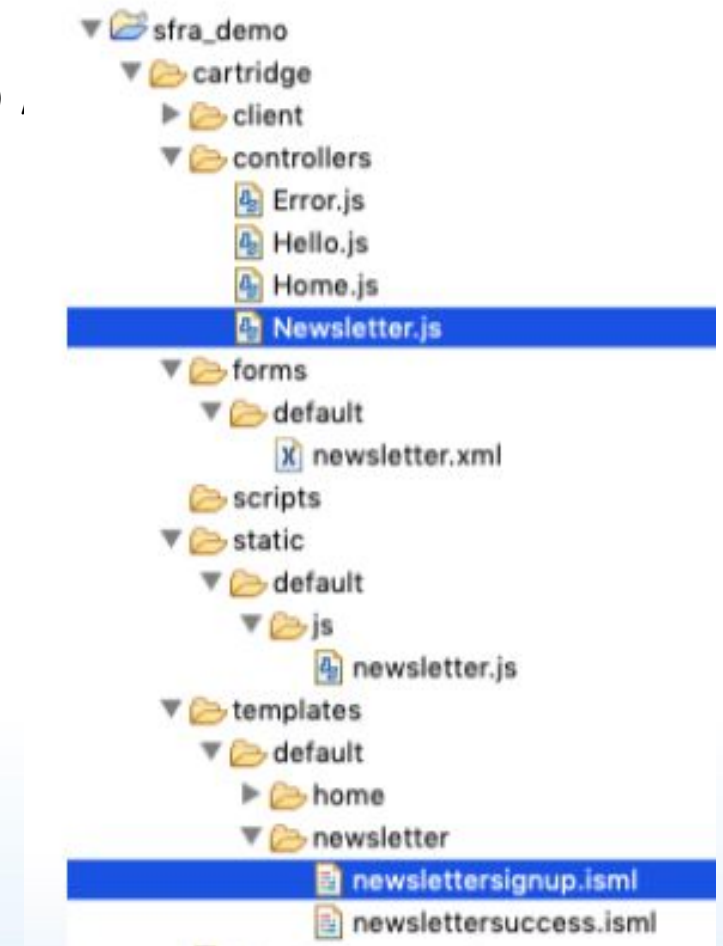 sfra_demo
cartridge
client
controllers
Error.js
Hello.js
Home.js
Newsletter.js
forms
default
newsletter.xml
scripts
static
default
js
newsletter.js
templates
default
home
newsletter
newslettersignup.isml
newslettersuccess.isml